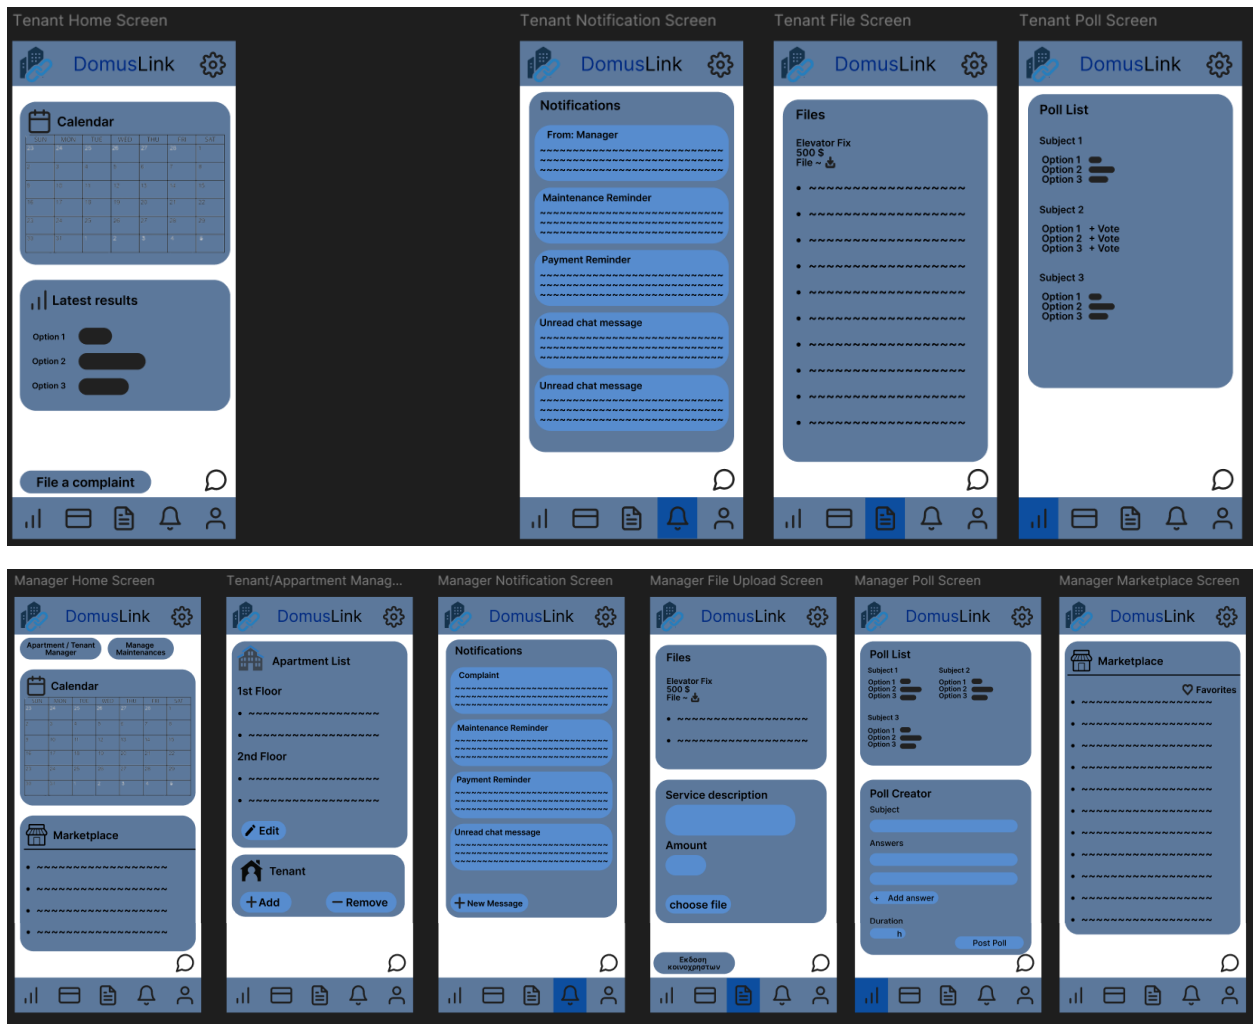 Tenant Home Screen
DomusLink
Calendar
SUN MON TUE WED THU FRI SAT
Latest results
Option 1
Option 2
Option 3
File a complaint
Tenant Notification Screen
DomusLink
Notifications
From: Manager
Maintenance Reminder
Payment Reminder
Unread chat message
Unread chat message
Tenant File Screen
DomusLink
Files
Elevator Fix
500 $
File ~
Tenant Poll Screen
DomusLink
Poll List
Subject 1
Option 1
Option 2
Option 3
Subject 2
Option 1 + Vote
Option 2 + Vote
Option 3 + Vote
Subject 3
Option 1
Option 2
Option 3
Manager Home Screen
DomusLink
Apartment / Tenant
Manager
Manage
Maintenances
Calendar
Marketplace
Tenant/Appartment Manag...
DomusLink
Apartment List
1st Floor
2nd Floor
Edit
Tenant
+ Add
− Remove
Manager Notification Screen
DomusLink
Notifications
Complaint
Maintenance Reminder
Payment Reminder
Unread chat message
+ New Message
Manager File Upload Screen
DomusLink
Files
Elevator Fix
500 $
File ~
Service description
Amount
choose file
Εκδοση
κοινοχρηστων
Manager Poll Screen
DomusLink
Poll List
Subject 1
Option 1
Option 2
Option 3
Subject 2
Option 1
Option 2
Option 3
Subject 3
Option 1
Option 2
Option 3
Poll Creator
Subject
Answers
+ Add answer
Duration
h
Post Poll
Manager Marketplace Screen
DomusLink
Marketplace
Favorites